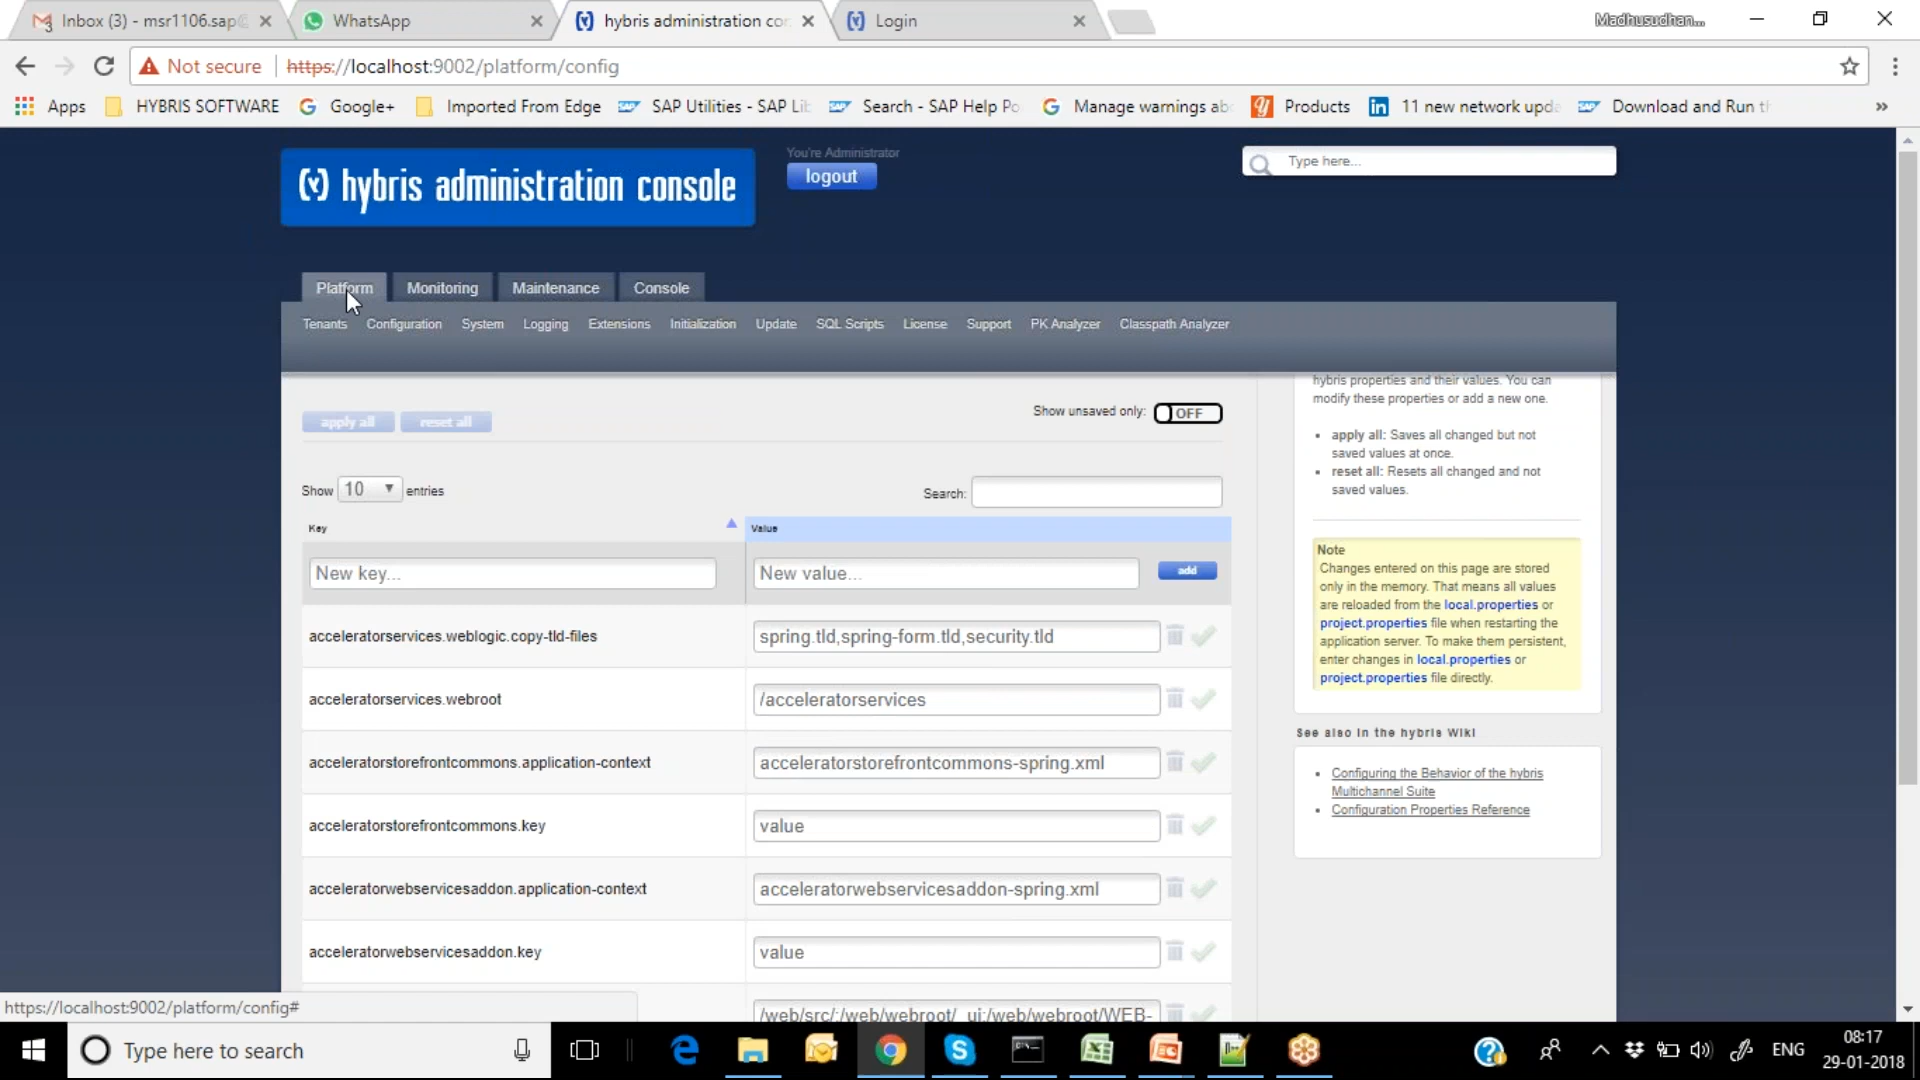 Inbox (3) - msr1106.sap@
WhatsApp
hybris administration con
Login
Madhusudhan...
Not secure
https://localhost:9002/platform/config
Apps
HYBRIS SOFTWARE
Google+
Imported From Edge
SAP Utilities - SAP Lib
Search - SAP Help Po
Manage warnings ab
Products
11 new network upda
Download and Run th
»
(y) hybris administration console
You're Administrator
logout
Type here...
Platform
Monitoring
Maintenance
Console
Tenants
Configuration
System
Logging
Extensions
Initialization
Update
SQL Scripts
License
Support
PK Analyzer
Classpath Analyzer
apply all
reset all
Show unsaved only:
OFF
Show 10 entries
Search:
Key
Value
New key...
New value...
add
acceleratorservices.weblogic.copy-tld-files
spring.tld,spring-form.tld,security.tld
acceleratorservices.webroot
/acceleratorservices
acceleratorstorefrontcommons.application-context
acceleratorstorefrontcommons-spring.xml
acceleratorstorefrontcommons.key
value
acceleratorwebservicesaddon.application-context
acceleratorwebservicesaddon-spring.xml
acceleratorwebservicesaddon.key
value
/web/src/;/web/webroot/_ui;/web/webroot/WEB-
hybris properties and their values. You can
modify these properties or add a new one.
apply all: Saves all changed but not
saved values at once.
reset all: Resets all changed and not
saved values.
Note
Changes entered on this page are stored
only in the memory. That means all values
are reloaded from the local.properties or
project.properties file when restarting the
application server. To make them persistent,
enter changes in local.properties or
project.properties file directly.
See also in the hybris Wiki
Configuring the Behavior of the hybris
Multichannel Suite
Configuration Properties Reference
https://localhost:9002/platform/config#
Type here to search
ENG
08:17
29-01-2018